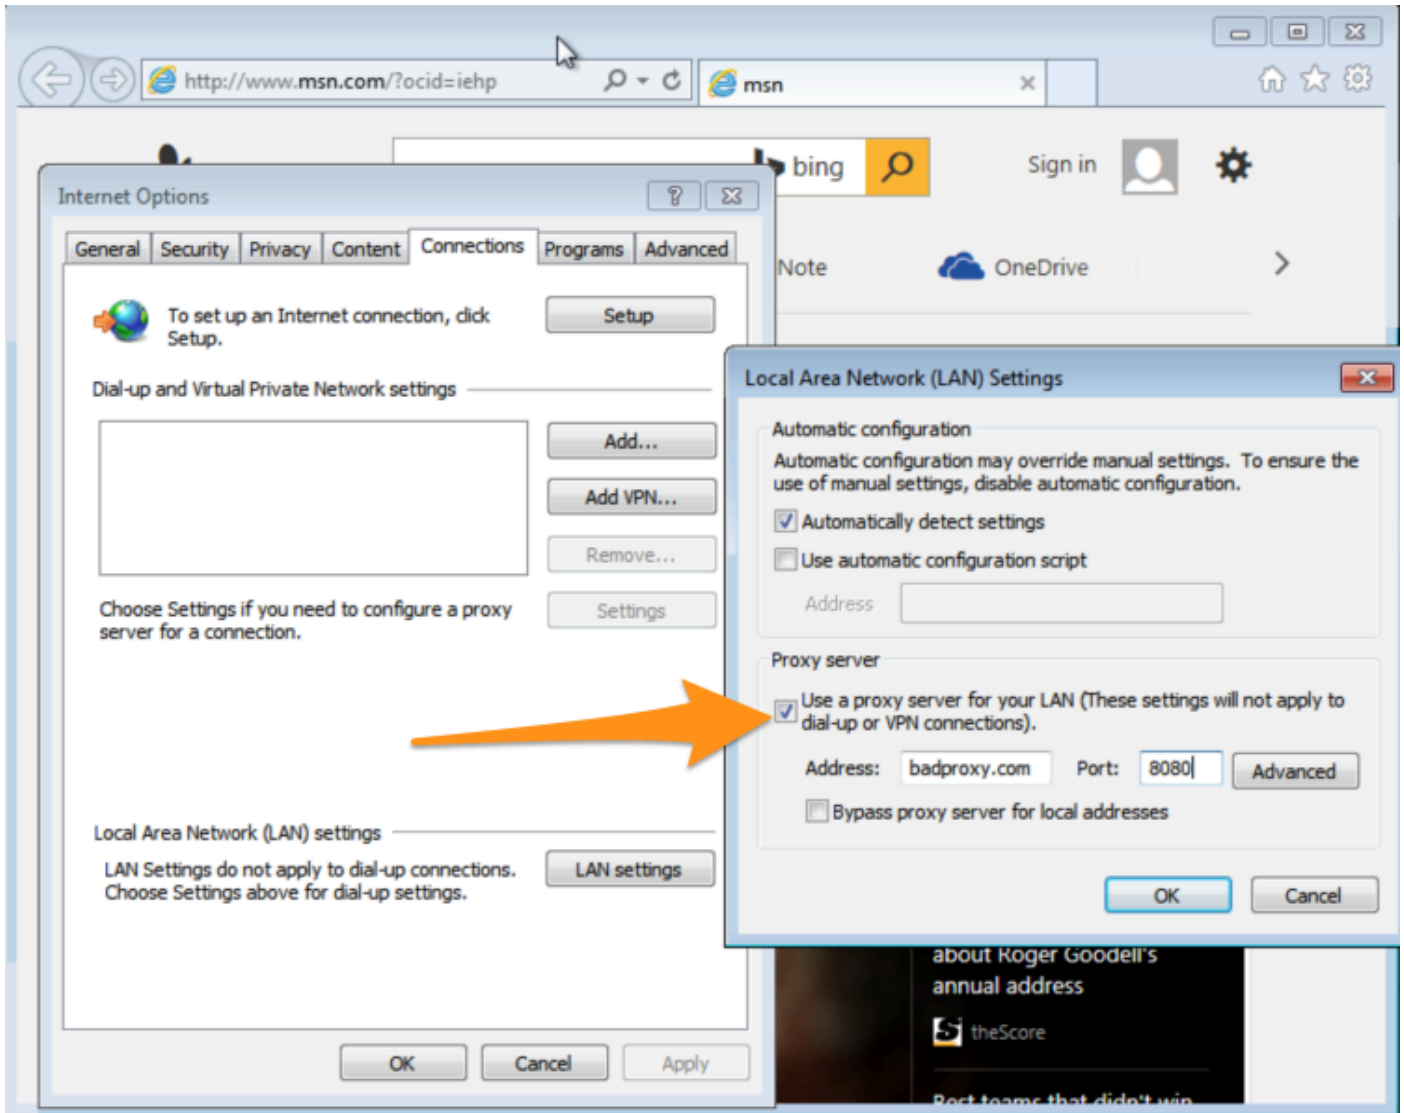 http://www.msn.com/?ocid=iehp
msn
bing
Sign in
Note
OneDrive
Internet Options
General
Security
Privacy
Content
Connections
Programs
Advanced
To set up an Internet connection, click
Setup.
Setup
Dial-up and Virtual Private Network settings
Add...
Add VPN...
Remove...
Choose Settings if you need to configure a proxy
server for a connection.
Settings
Local Area Network (LAN) settings
LAN Settings do not apply to dial-up connections.
Choose Settings above for dial-up settings.
LAN settings
OK
Cancel
Apply
Local Area Network (LAN) Settings
Automatic configuration
Automatic configuration may override manual settings. To ensure the
use of manual settings, disable automatic configuration.
Automatically detect settings
Use automatic configuration script
Address
Proxy server
Use a proxy server for your LAN (These settings will not apply to
dial-up or VPN connections).
Address:
badproxy.com
Port:
8080
Advanced
Bypass proxy server for local addresses
OK
Cancel
about Roger Goodell's
annual address
theScore
Best teams that didn't win